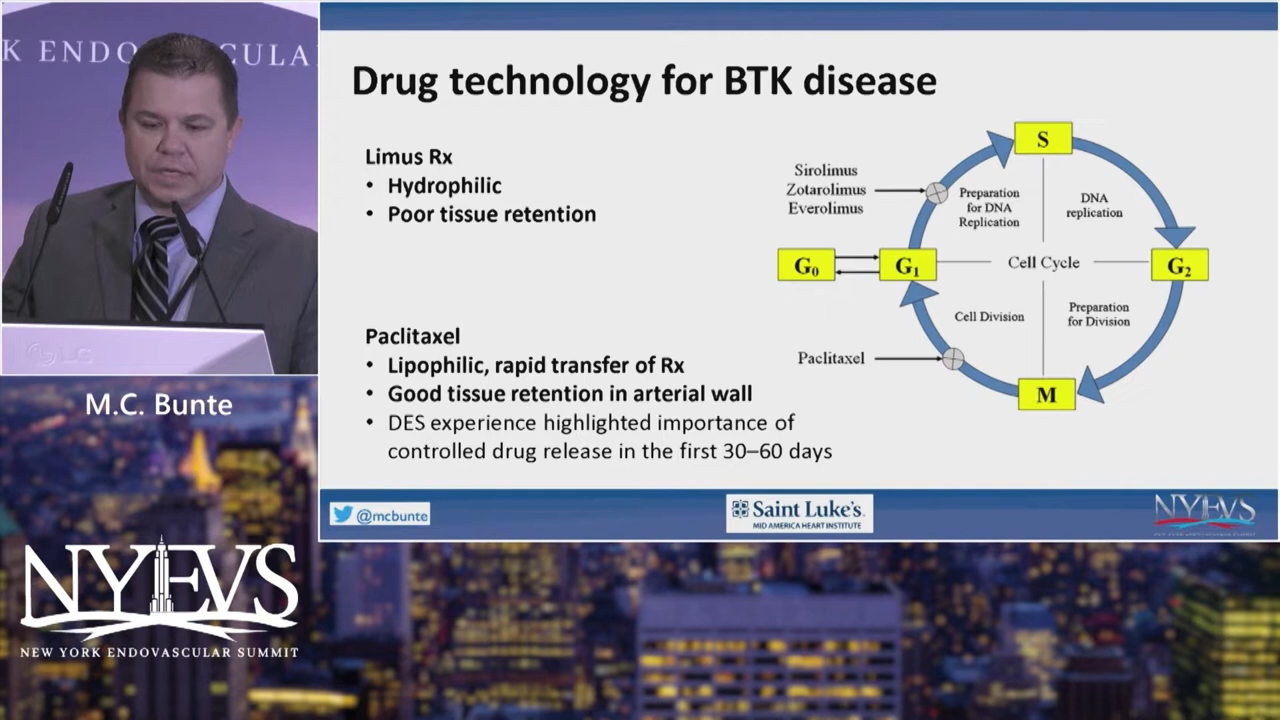 K ENDOVASCULA
LG
M.C. Bunte
NYEVS
NEW YORK ENDOVASCULAR SUMMIT
Drug technology for BTK disease
Limus Rx
• Hydrophilic
• Poor tissue retention
Paclitaxel
• Lipophilic, rapid transfer of Rx
• Good tissue retention in arterial wall
• DES experience highlighted importance of
controlled drug release in the first 30–60 days
Sirolimus
Zotarolimus
Everolimus
S
Preparation
for DNA
Replication
DNA
replication
G₀
G₁
Cell Cycle
G₂
Cell Division
Preparation
for Division
Paclitaxel
M
@mcbunte
Saint Luke's
MID AMERICA HEART INSTITUTE
NYEVS